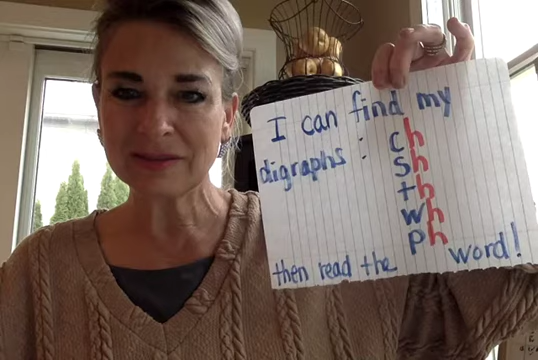 I can find my
digraphs : ch
sh
th
wh
ph
then read the word!